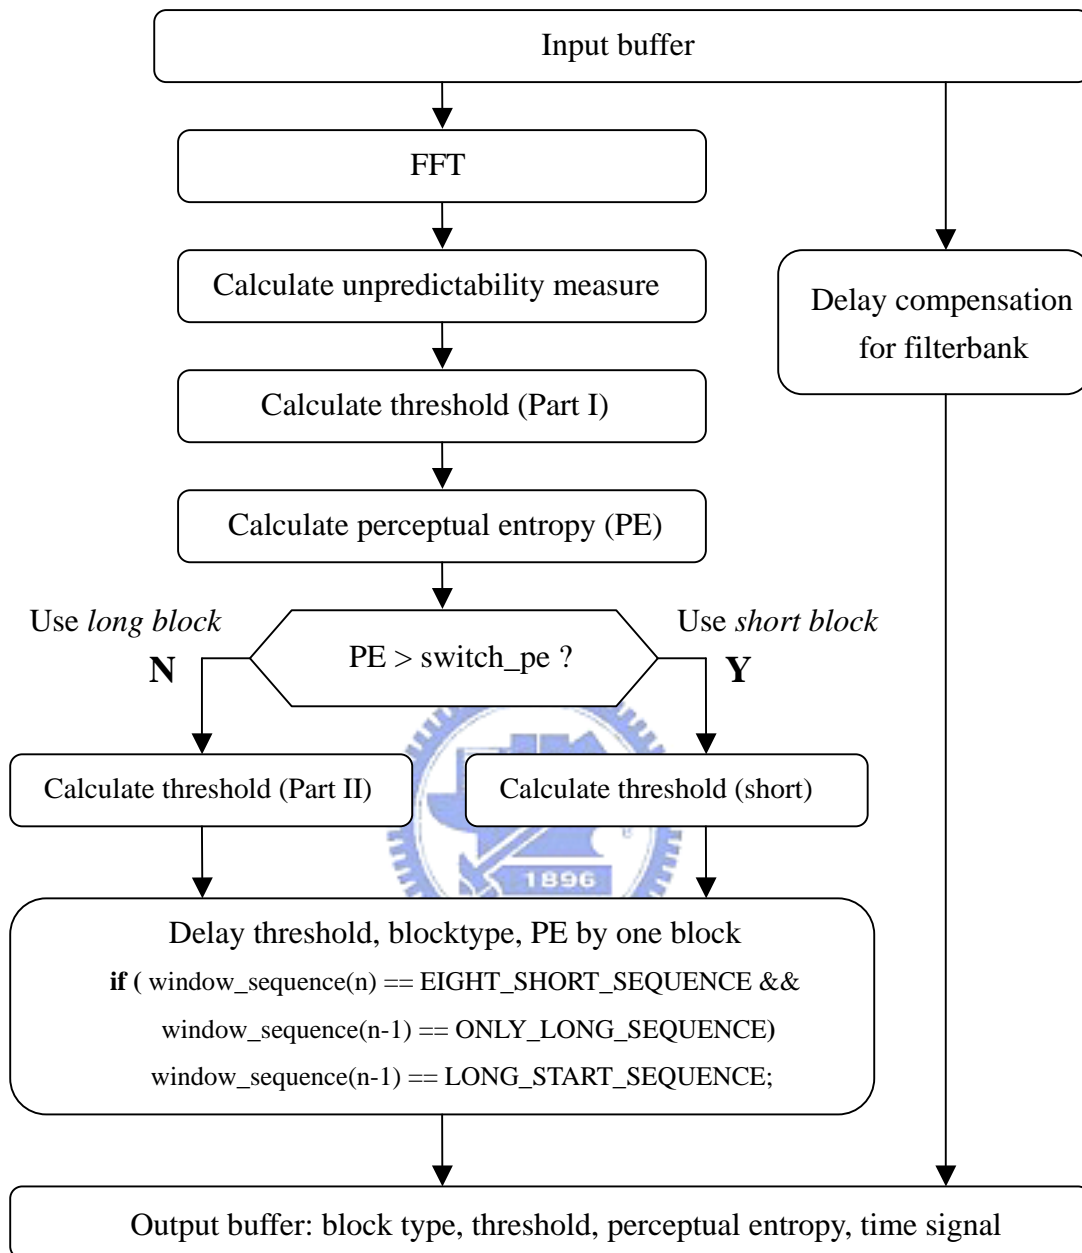 Input buffer
FFT
Calculate unpredictability measure
Delay compensation
for filterbank
Calculate threshold (Part I)
Calculate perceptual entropy (PE)
Use long block
Use short block
PE > switch_pe ?
N
Y
Calculate threshold (Part II)
Calculate threshold (short)
1896
Delay threshold, blocktype, PE by one block
if ( window_sequence(n) == EIGHT_SHORT_SEQUENCE &&
window_sequence(n-1) == ONLY_LONG_SEQUENCE)
window_sequence(n-1) == LONG_START_SEQUENCE;
Output buffer: block type, threshold, perceptual entropy, time signal